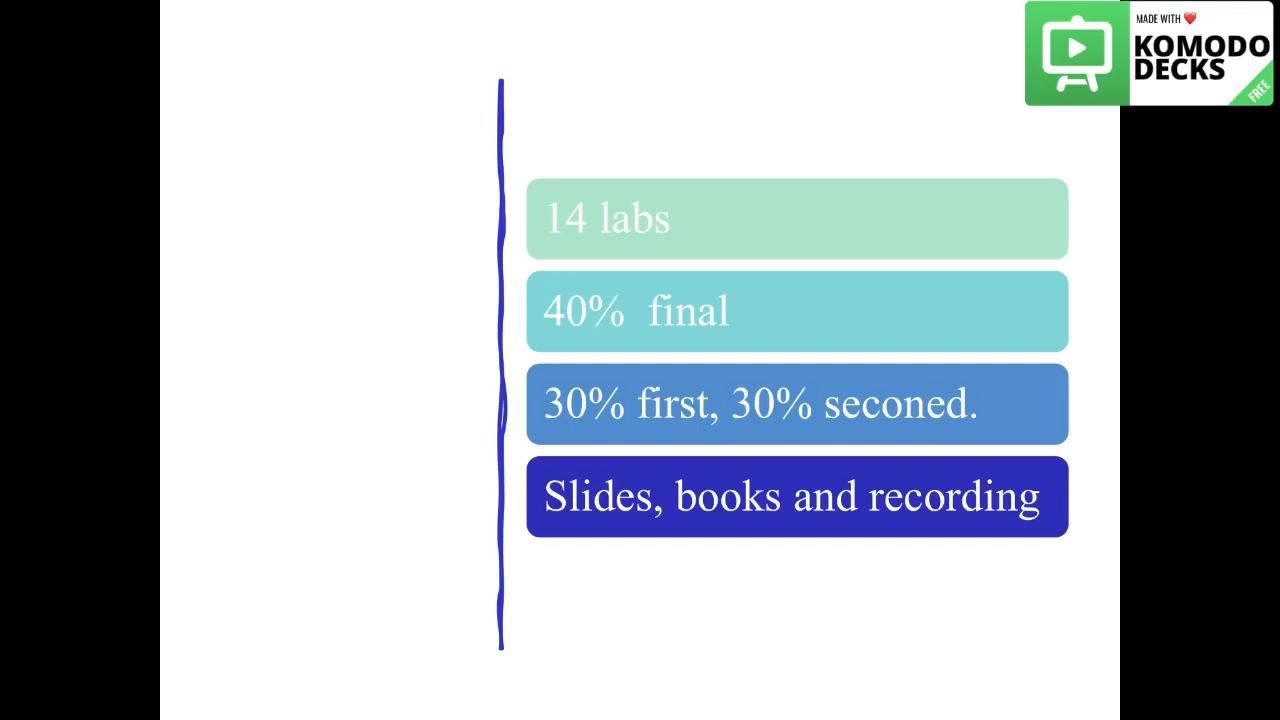 MADE WITH ❤️
KOMODO
DECKS
FREE
14 labs
40%  final
30% first, 30% seconed.
Slides, books and recording